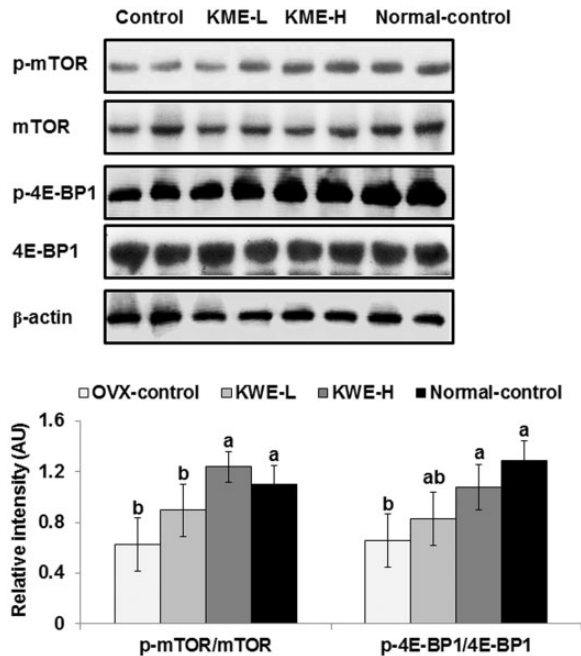 Control KME-L KME-H Normal-control
p-mTOR
mTOR
p-4E-BP1
4E-BP1
β-actin
OVX-control KWE-L KWE-H Normal-control
Relative intensity (AU)
1.6
1.2
0.8
0.4
0
b b a a
b ab a a
p-mTOR/mTOR p-4E-BP1/4E-BP1